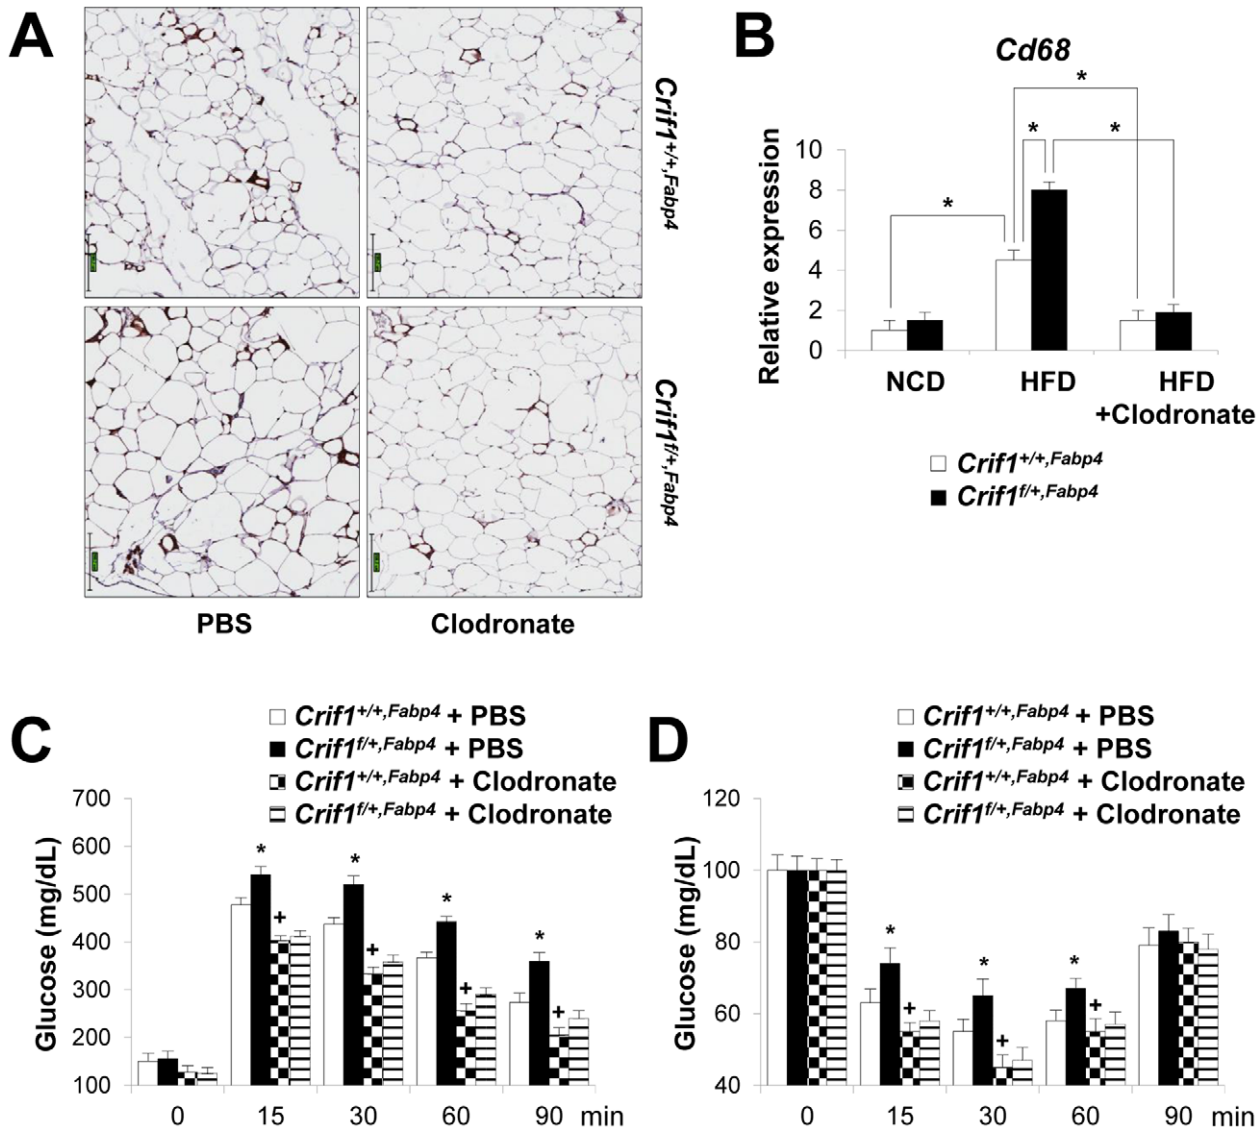 A
Crif1+/+,Fabp4
Crif1f/+,Fabp4
PBS
Clodronate
B
Cd68
*
*
*
*
Relative expression
10
8
6
4
2
0
NCD
HFD
HFD
+Clodronate
Crif1+/+,Fabp4
Crif1f/+,Fabp4
C
Crif1+/+,Fabp4 + PBS
Crif1f/+,Fabp4 + PBS
Crif1+/+,Fabp4 + Clodronate
Crif1f/+,Fabp4 + Clodronate
Glucose (mg/dL)
700
600
500
400
300
200
100
*
*
*
*
+
+
+
+
0 15 30 60 90 min
D
Crif1+/+,Fabp4 + PBS
Crif1f/+,Fabp4 + PBS
Crif1+/+,Fabp4 + Clodronate
Crif1f/+,Fabp4 + Clodronate
Glucose (mg/dL)
120
100
80
60
40
*
*
*
+
+
+
0 15 30 60 90 min